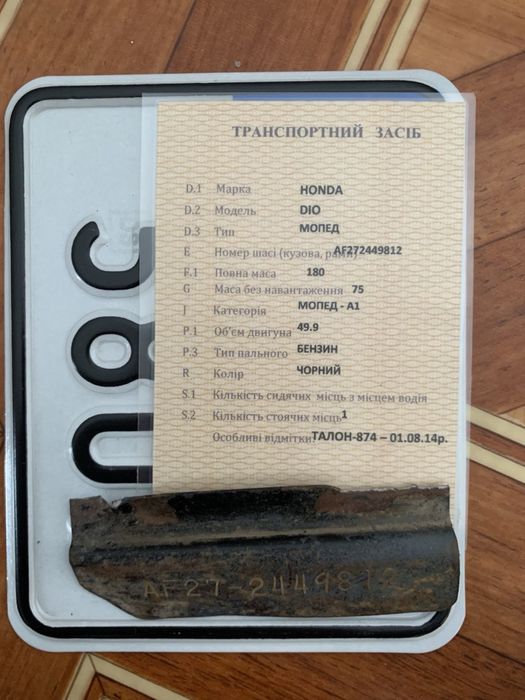 ТРАНСПОРТНИЙ ЗАСІБ
D.1 Марка HONDA
D.2 Модель DIO
D.3 Тип МОПЕД
E Номер шасі (кузова, рами) AF272449812
F.1 Повна маса 180
G Маса без навантаження 75
J Категорія МОПЕД - А1
P.1 Об'єм двигуна 49.9
P.3 Тип пального БЕНЗИН
R Колір ЧОРНИЙ
S.1 Кількість сидячих місць з місцем водія
S.2 Кількість стоячих місць 1
Особливі відмітки ТАЛОН-874 – 01.08.14р.
AF27-2449812